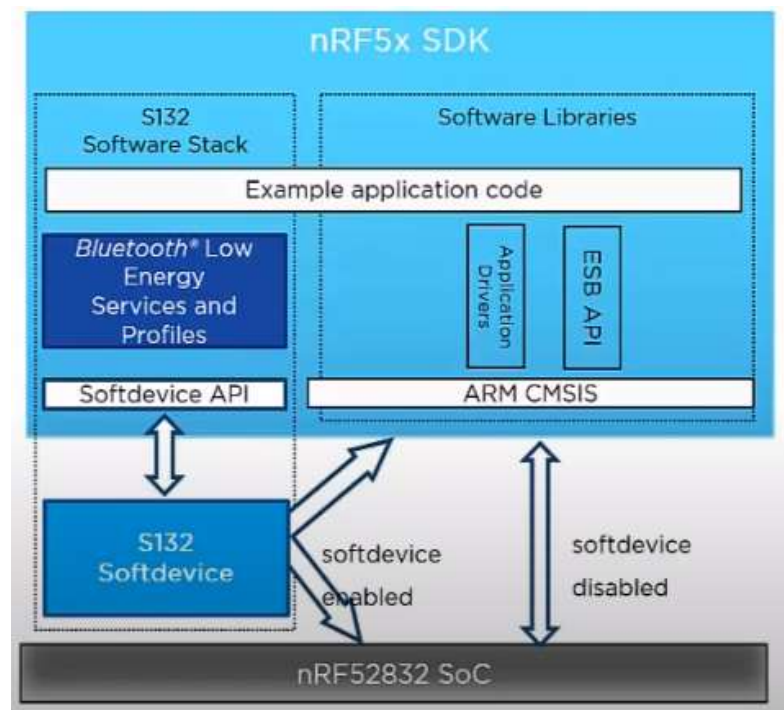 nRF5x SDK
S132
Software Stack
Software Libraries
Example application code
Bluetooth® Low
Energy
Services and
Profiles
Application
Drivers
ESB API
Softdevice API
ARM CMSIS
S132
Softdevice
softdevice
enabled
softdevice
disabled
nRF52832 SoC